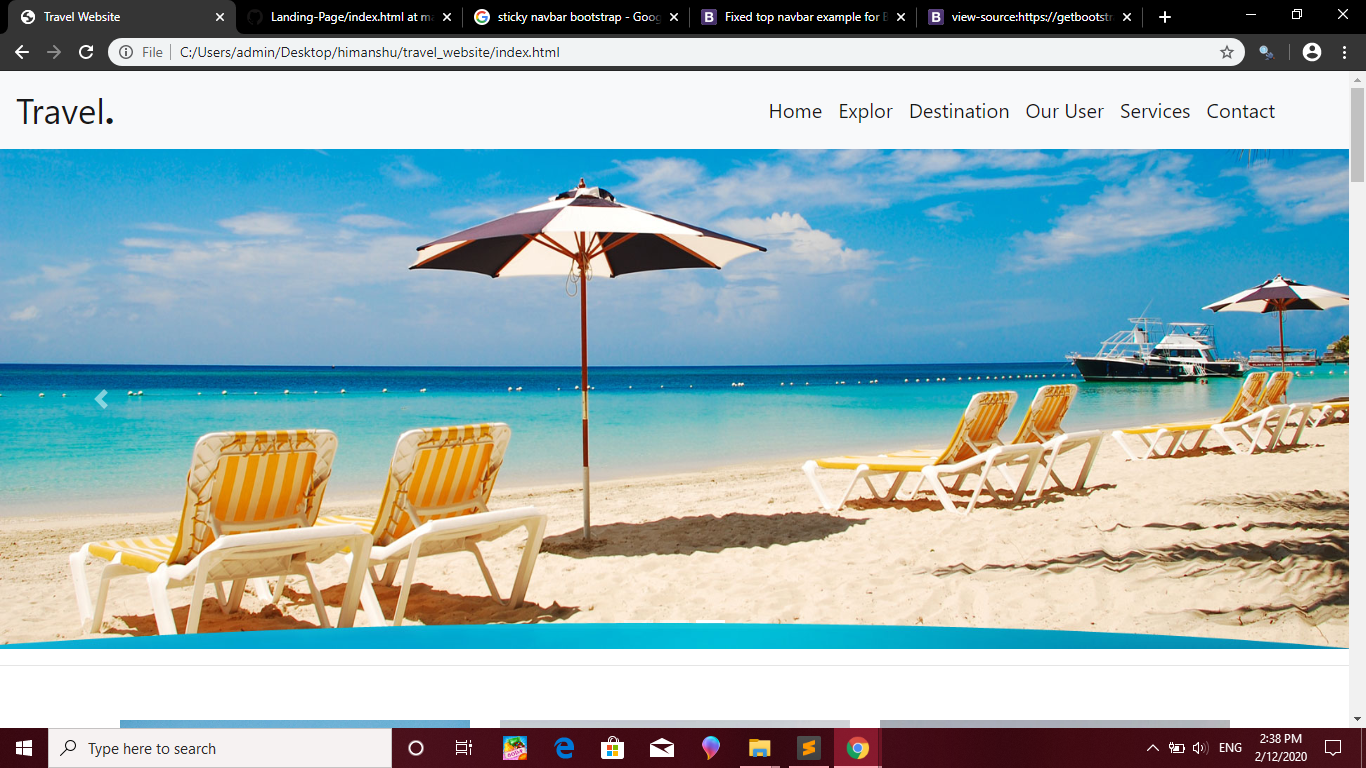 Travel Website
Landing-Page/index.html at ma
sticky navbar bootstrap - Goog
Fixed top navbar example for B
view-source:https://getbootstr
File
C:/Users/admin/Desktop/himanshu/travel_website/index.html
Travel.
Home Explor Destination Our User Services Contact
Type here to search
ENG
2:38 PM
2/12/2020